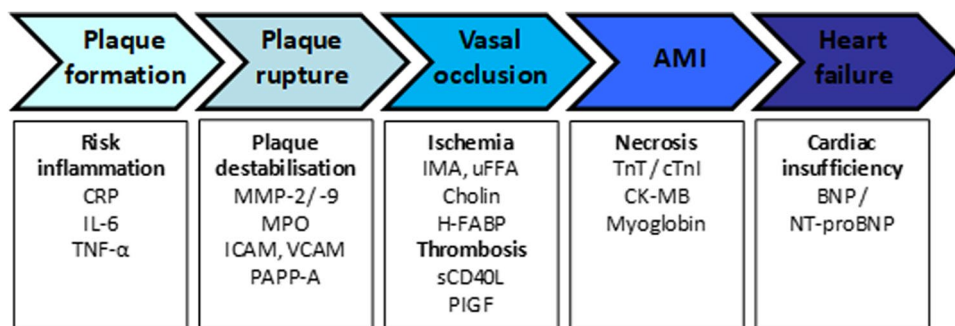 Plaque
formation
Plaque
rupture
Vasal
occlusion
AMI
Heart
failure
Risk
inflammation
CRP
IL-6
TNF-α
Plaque
destabilisation
MMP-2/ -9
MPO
ICAM, VCAM
PAPP-A
Ischemia
IMA, uFFA
Cholin
H-FABP
Thrombosis
sCD40L
PIGF
Necrosis
TnT / cTnI
CK-MB
Myoglobin
Cardiac
insufficiency
BNP /
NT-proBNP